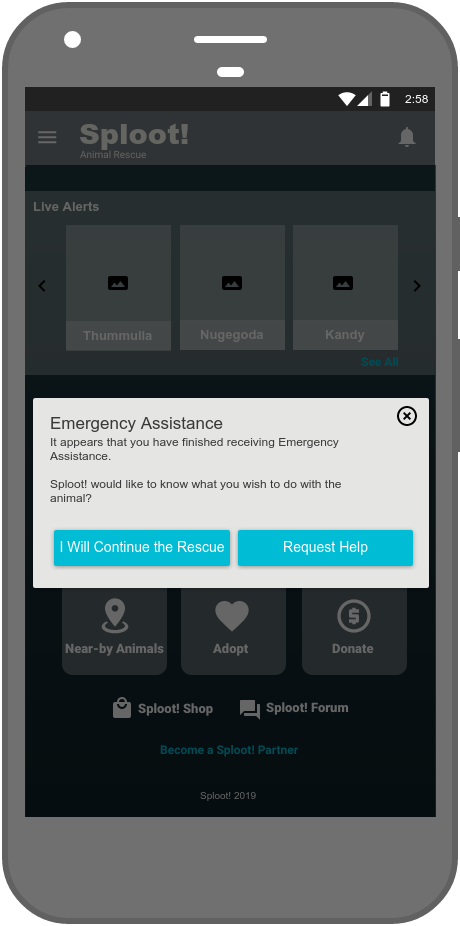 2:58
Sploot!
Animal Rescue
Live Alerts
Thummulla
Nugegoda
Kandy
See All
Emergency Assistance
It appears that you have finished receiving Emergency
Assistance.
Sploot! would like to know what you wish to do with the
animal?
I Will Continue the Rescue
Request Help
Near-by Animals
Adopt
Donate
Sploot! Shop
Sploot! Forum
Become a Sploot! Partner
Sploot! 2019